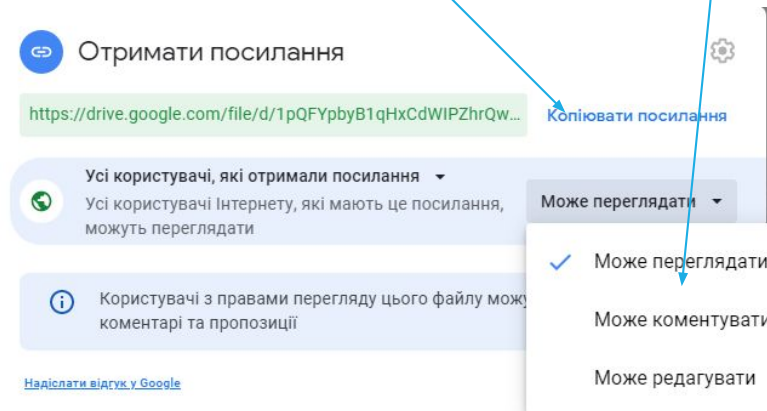 Отримати посилання
https://drive.google.com/file/d/1pQFYpbyB1qHxCdWIPZhrQw...
Копіювати посилання
Усі користувачі, які отримали посилання
Усі користувачі Інтернету, які мають це посилання,
можуть переглядати
Може переглядати
Може переглядати
Може коментувати
Може редагувати
Користувачі з правами перегляду цього файлу можу
коментарі та пропозиції
Надіслати відгук у Google